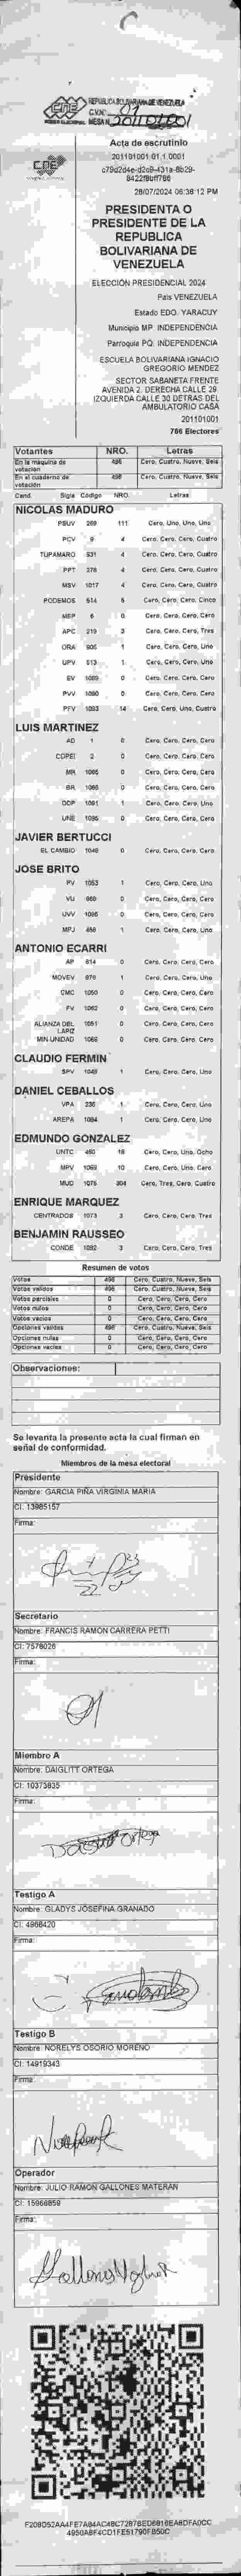 CNE
REPUBLICA BOLIVARIANA DE VENEZUELA
C.V.N°: 01
MESA N° 201101001
CNE
Acta de escrutinio
201101001.01.1.0001
28/07/2024 06:38:12 PM
PRESIDENTA O
PRESIDENTE DE LA
REPUBLICA
BOLIVARIANA DE
VENEZUELA
ELECCIÓN PRESIDENCIAL 2024
Pais VENEZUELA
Estado EDO. YARACUY
Municipio MP. INDEPENDENCIA
Parroquia PQ. INDEPENDENCIA
ESCUELA BOLIVARIANA IGNACIO
GREGORIO MENDEZ
SECTOR SABANETA FRENTE
AVENIDA 2. DERECHA CALLE 29.
IZQUIERDA CALLE 30 DETRAS DEL
AMBULATORIO CASA
201101001
766 Electores
Votantes NRO. Letras
En la maquina de votación 496 Cero, Cuatro, Nueve, Seis
En el cuaderno de votación 496 Cero, Cuatro, Nueve, Seis
Cand. Sigla Código NRO. Letras
NICOLAS MADURO
PSUV 269 111 Cero, Uno, Uno, Uno
PCV 9 4 Cero, Cero, Cero, Cuatro
TUPAMARO 531 4 Cero, Cero, Cero, Cuatro
PPT 278 4 Cero, Cero, Cero, Cuatro
MSV 1017 4 Cero, Cero, Cero, Cuatro
PODEMOS 514 5 Cero, Cero, Cero, Cinco
MEP 6 0 Cero, Cero, Cero, Cero
APC 219 3 Cero, Cero, Cero, Tres
ORA 905 1 Cero, Cero, Cero, Uno
UPV 513 1 Cero, Cero, Cero, Uno
EV 1089 0 Cero, Cero, Cero, Cero
PVV 1090 0 Cero, Cero, Cero, Cero
PFV 1093 14 Cero, Cero, Uno, Cuatro
LUIS MARTINEZ
AD 1 0 Cero, Cero, Cero, Cero
COPEI 2 0 Cero, Cero, Cero, Cero
MR 1065 0 Cero, Cero, Cero, Cero
BR 1066 0 Cero, Cero, Cero, Cero
DDP 1091 1 Cero, Cero, Cero, Uno
UNE 1095 0 Cero, Cero, Cero, Cero
JAVIER BERTUCCI
EL CAMBIO 1046 0 Cero, Cero, Cero, Cero
JOSE BRITO
PV 1053 1 Cero, Cero, Cero, Uno
VU 969 0 Cero, Cero, Cero, Cero
UVV 1096 0 Cero, Cero, Cero, Cero
MPJ 458 1 Cero, Cero, Cero, Uno
ANTONIO ECARRI
AP 814 0 Cero, Cero, Cero, Cero
MOVEV 970 1 Cero, Cero, Cero, Uno
CMC 1050 0 Cero, Cero, Cero, Cero
FV 1062 0 Cero, Cero, Cero, Cero
ALIANZA DEL LAPIZ 1051 0 Cero, Cero, Cero, Cero
MIN UNIDAD 1068 0 Cero, Cero, Cero, Cero
CLAUDIO FERMIN
SPV 1049 1 Cero, Cero, Cero, Uno
DANIEL CEBALLOS
VPA 236 1 Cero, Cero, Cero, Uno
AREPA 1084 1 Cero, Cero, Cero, Uno
EDMUNDO GONZALEZ
UNTC 450 18 Cero, Cero, Uno, Ocho
MPV 1069 10 Cero, Cero, Uno, Cero
MUD 1075 304 Cero, Tres, Cero, Cuatro
ENRIQUE MARQUEZ
CENTRADOS 1073 3 Cero, Cero, Cero, Tres
BENJAMIN RAUSSEO
CONDE 1092 3 Cero, Cero, Cero, Tres
Resumen de votos
Votos 496 Cero, Cuatro, Nueve, Seis
Votos validos 496 Cero, Cuatro, Nueve, Seis
Votos parciales 0 Cero, Cero, Cero, Cero
Votos nulos 0 Cero, Cero, Cero, Cero
Votos vacios 0 Cero, Cero, Cero, Cero
Opciones validas 496 Cero, Cuatro, Nueve, Seis
Opciones nulas 0 Cero, Cero, Cero, Cero
Opciones vacias 0 Cero, Cero, Cero, Cero
Observaciones:
Se levanta la presente acta la cual firman en
señal de conformidad.
Miembros de la mesa electoral
Presidente
Nombre: GARCIA PIÑA VIRGINIA MARIA
CI: 13985157
Firma:
Secretario
Nombre: FRANCIS RAMON CARRERA PETTI
CI: 7578026
Firma:
Miembro A
Nombre: DAIGLITT ORTEGA
CI: 10373935
Firma:
Testigo A
Nombre: GLADYS JOSEFINA GRANADO
CI: 4966420
Firma:
Testigo B
Nombre: NORELYS OSORIO MORENO
CI: 14919343
Firma:
Operador
Nombre: JULIO RAMON GALLONES MATERAN
CI: 15966859
Firma: